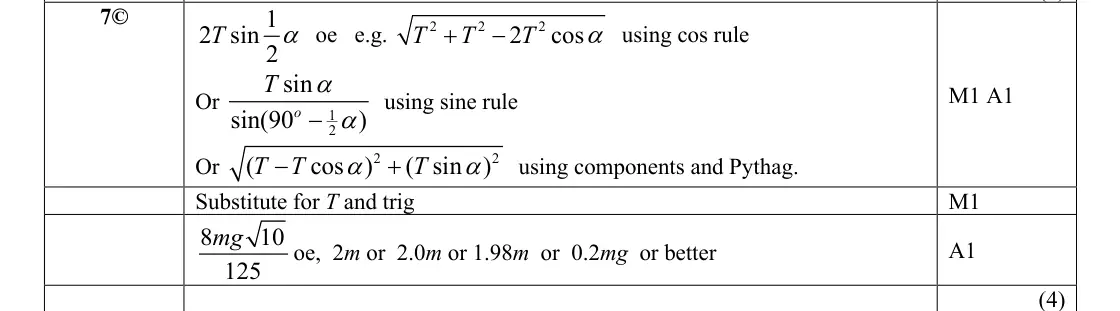 7©
2T sin 1/2 α oe e.g. √(T² + T² − 2T² cos α) using cos rule
Or T sin α / sin(90° − 1/2 α) using sine rule
M1 A1
Or √((T − T cos α)² + (T sin α)²) using components and Pythag.
Substitute for T and trig M1
8mg√10 / 125 oe, 2m or 2.0m or 1.98m or 0.2mg or better A1
(4)